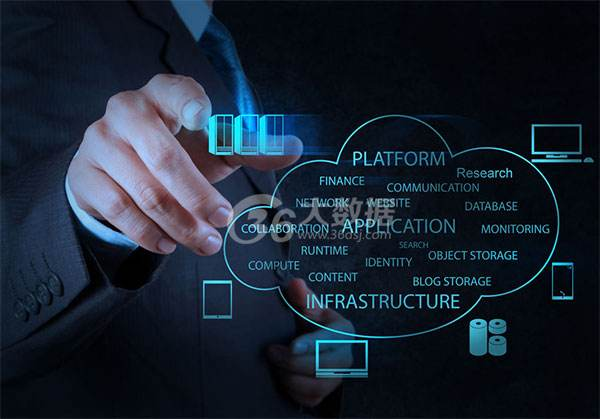 PLATFORM
Research
FINANCE
COMMUNICATION
NETWORK
WEBSITE
DATABASE
COLLABORATION
APPLICATION
MONITORING
SEARCH
RUNTIME
OBJECT STORAGE
COMPUTE
IDENTITY
CONTENT
BLOG STORAGE
INFRASTRUCTURE
36大数据
www.36dsj.com